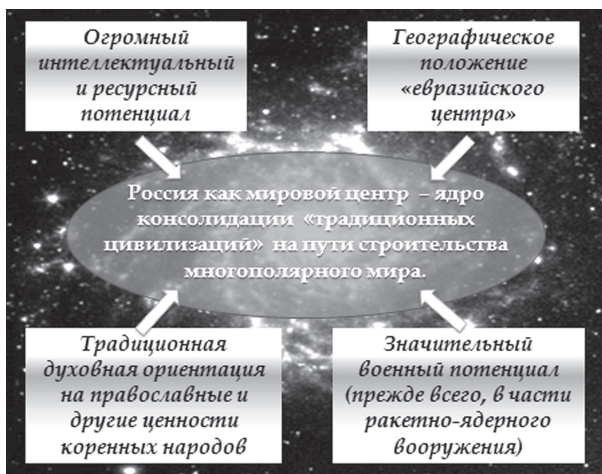 Огромный
интеллектуальный
и ресурсный
потенциал
Географическое
положение
«евразийского
центра»
Россия как мировой центр – ядро
консолидации «традиционных
цивилизаций» на пути строительства
многополярного мира.
Традиционная
духовная ориентация
на православные и
другие ценности
коренных народов
Значительный
военный потенциал
(прежде всего, в части
ракетно-ядерного
вооружения)